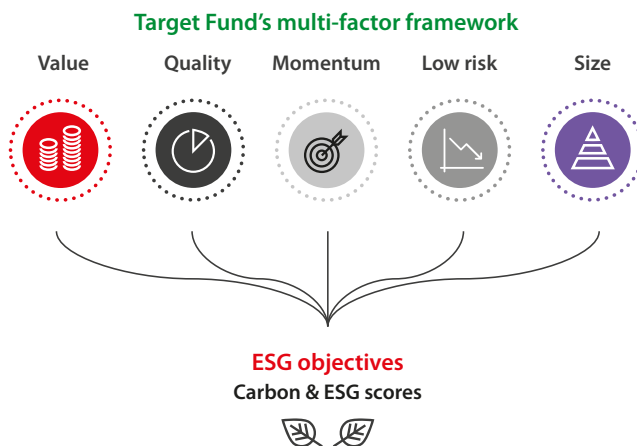 Target Fund's multi-factor framework
Value Quality Momentum Low risk Size
ESG objectives
Carbon & ESG scores